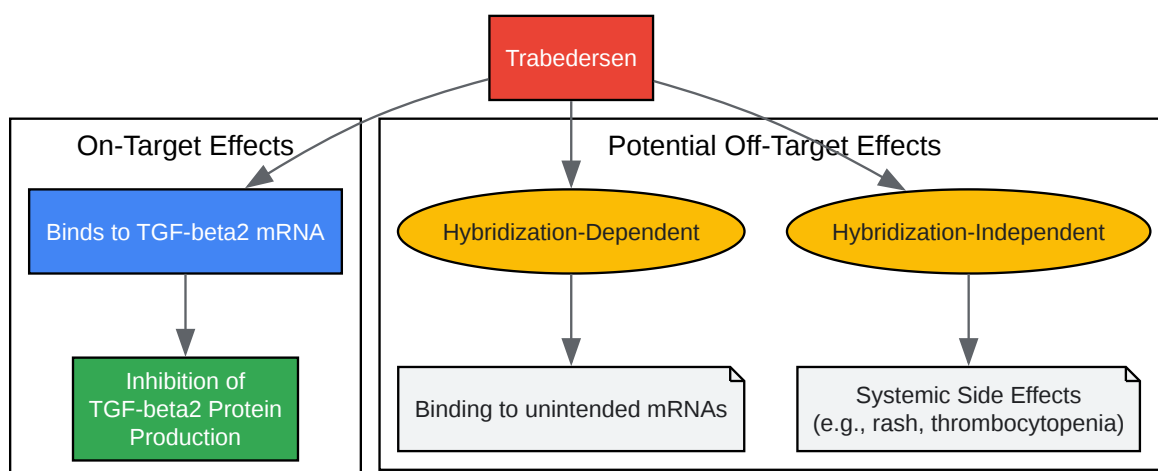 Trabedersen
On-Target Effects
Potential Off-Target Effects
Binds to TGF-beta2 mRNA
Hybridization-Dependent
Hybridization-Independent
Inhibition of
TGF-beta2 Protein
Production
Binding to unintended mRNAs
Systemic Side Effects
(e.g., rash, thrombocytopenia)